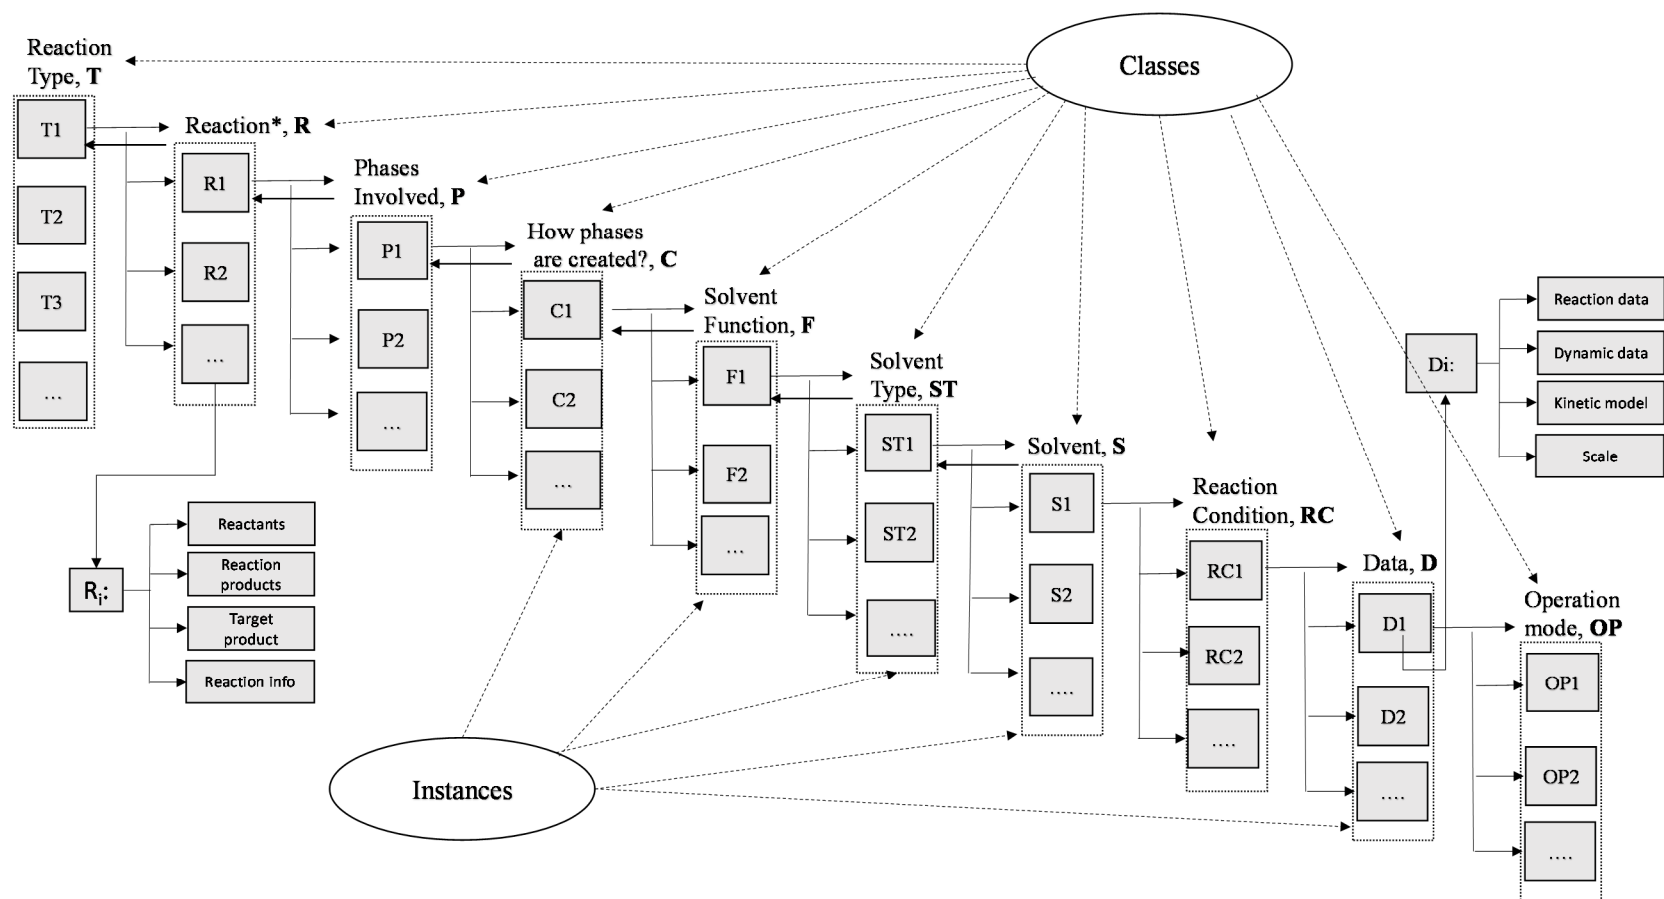 Classes
Reaction
Type, T
T1
T2
T3
...
Reaction*, R
R1
R2
...
Phases
Involved, P
P1
P2
...
How phases
are created?, C
C1
C2
...
Solvent
Function, F
F1
F2
...
Solvent
Type, ST
ST1
ST2
....
Solvent, S
S1
S2
....
Reaction
Condition, RC
RC1
RC2
....
Data, D
D1
D2
....
Operation
mode, OP
OP1
OP2
....
Di:
Reaction data
Dynamic data
Kinetic model
Scale
Ri:
Reactants
Reaction
products
Target
product
Reaction info
Instances